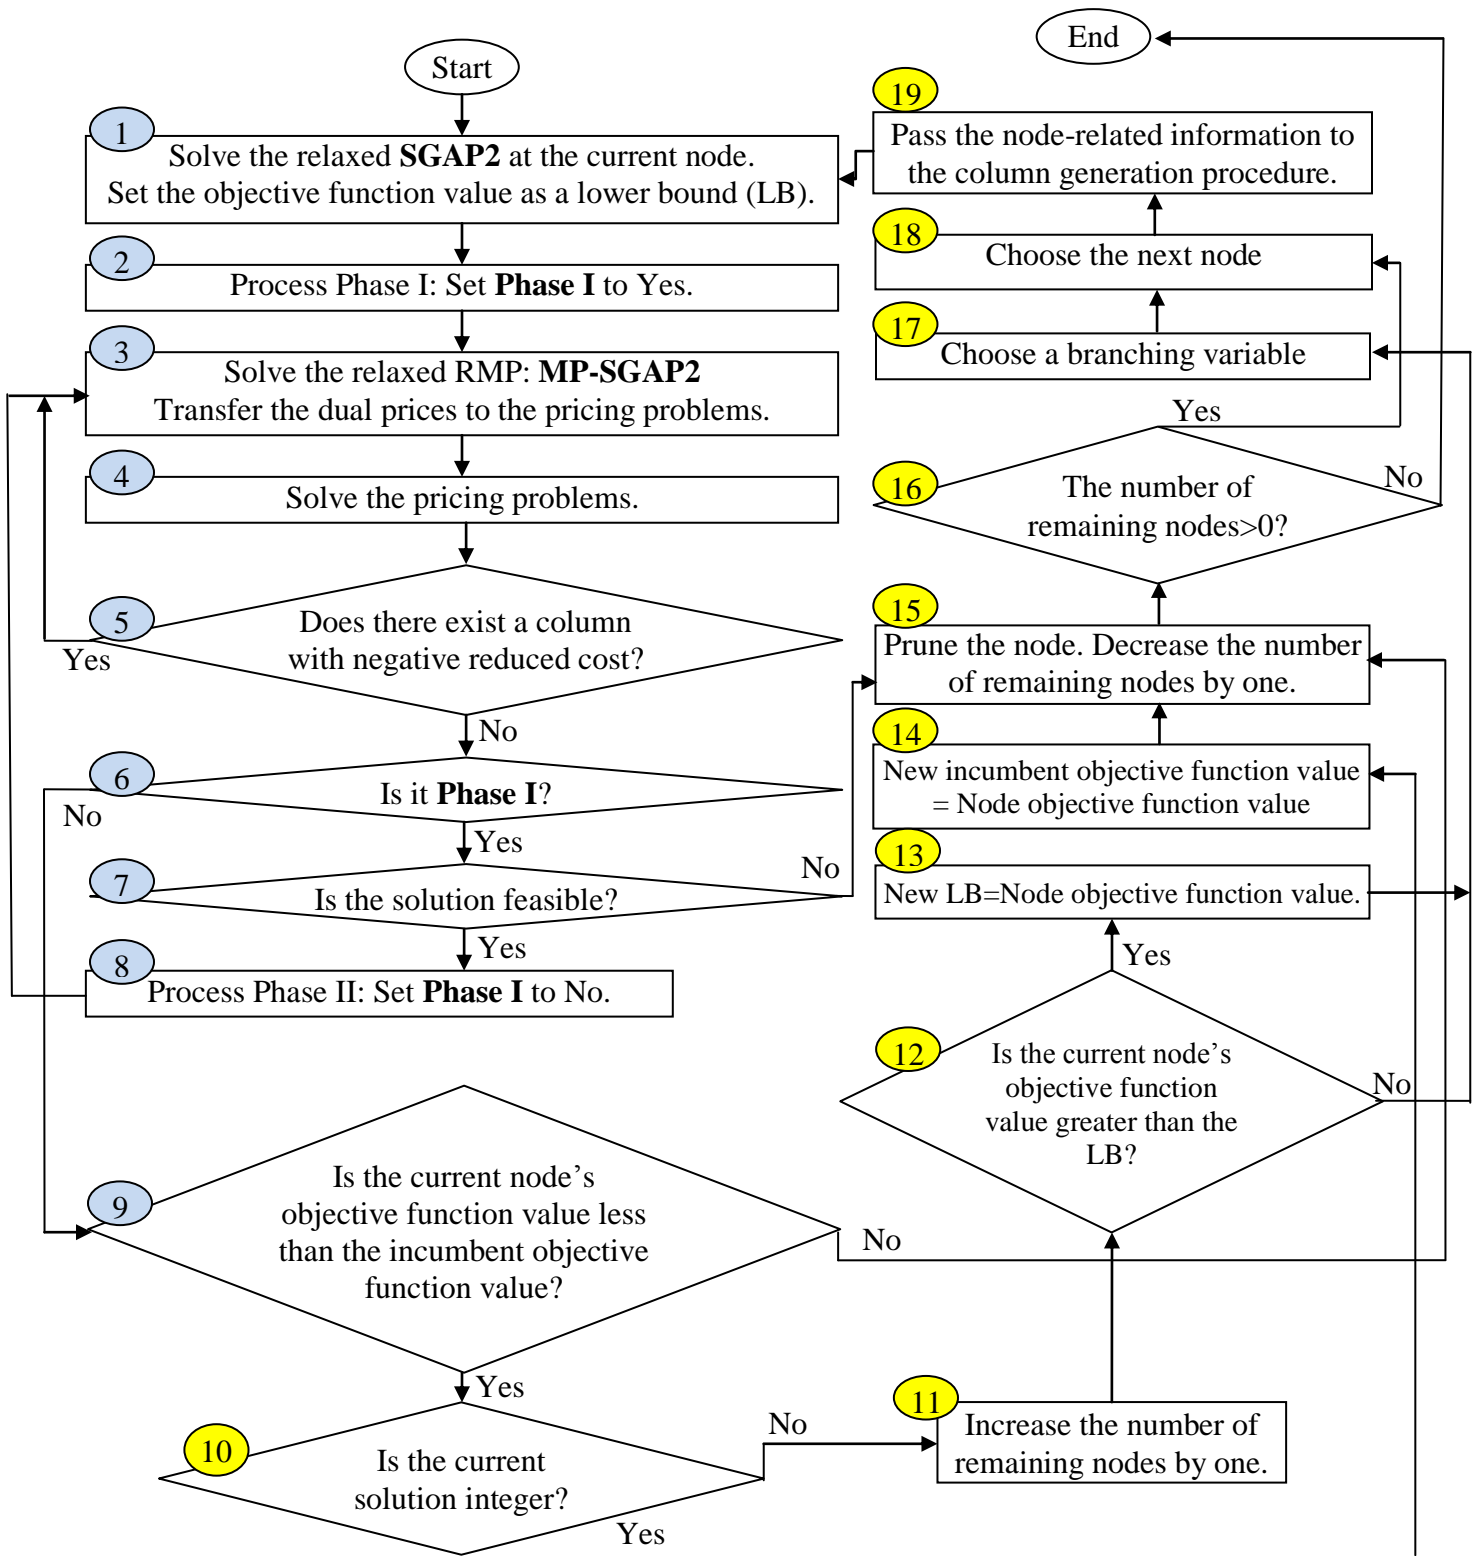 Start
1
Solve the relaxed SGAP2 at the current node.
Set the objective function value as a lower bound (LB).
2
Process Phase I: Set Phase I to Yes.
3
Solve the relaxed RMP: MP-SGAP2
Transfer the dual prices to the pricing problems.
4
Solve the pricing problems.
5
Does there exist a column
with negative reduced cost?
Yes
No
6
Is it Phase I?
No
Yes
7
Is the solution feasible?
No
Yes
8
Process Phase II: Set Phase I to No.
9
Is the current node’s
objective function value less
than the incumbent objective
function value?
No
Yes
10
Is the current
solution integer?
No
Yes
11
Increase the number of
remaining nodes by one.
12
Is the current node’s
objective function
value greater than the
LB?
No
Yes
13
New LB=Node objective function value.
14
New incumbent objective function value
= Node objective function value
15
Prune the node. Decrease the number
of remaining nodes by one.
16
The number of
remaining nodes>0?
Yes
No
17
Choose a branching variable
18
Choose the next node
19
Pass the node-related information to
the column generation procedure.
End